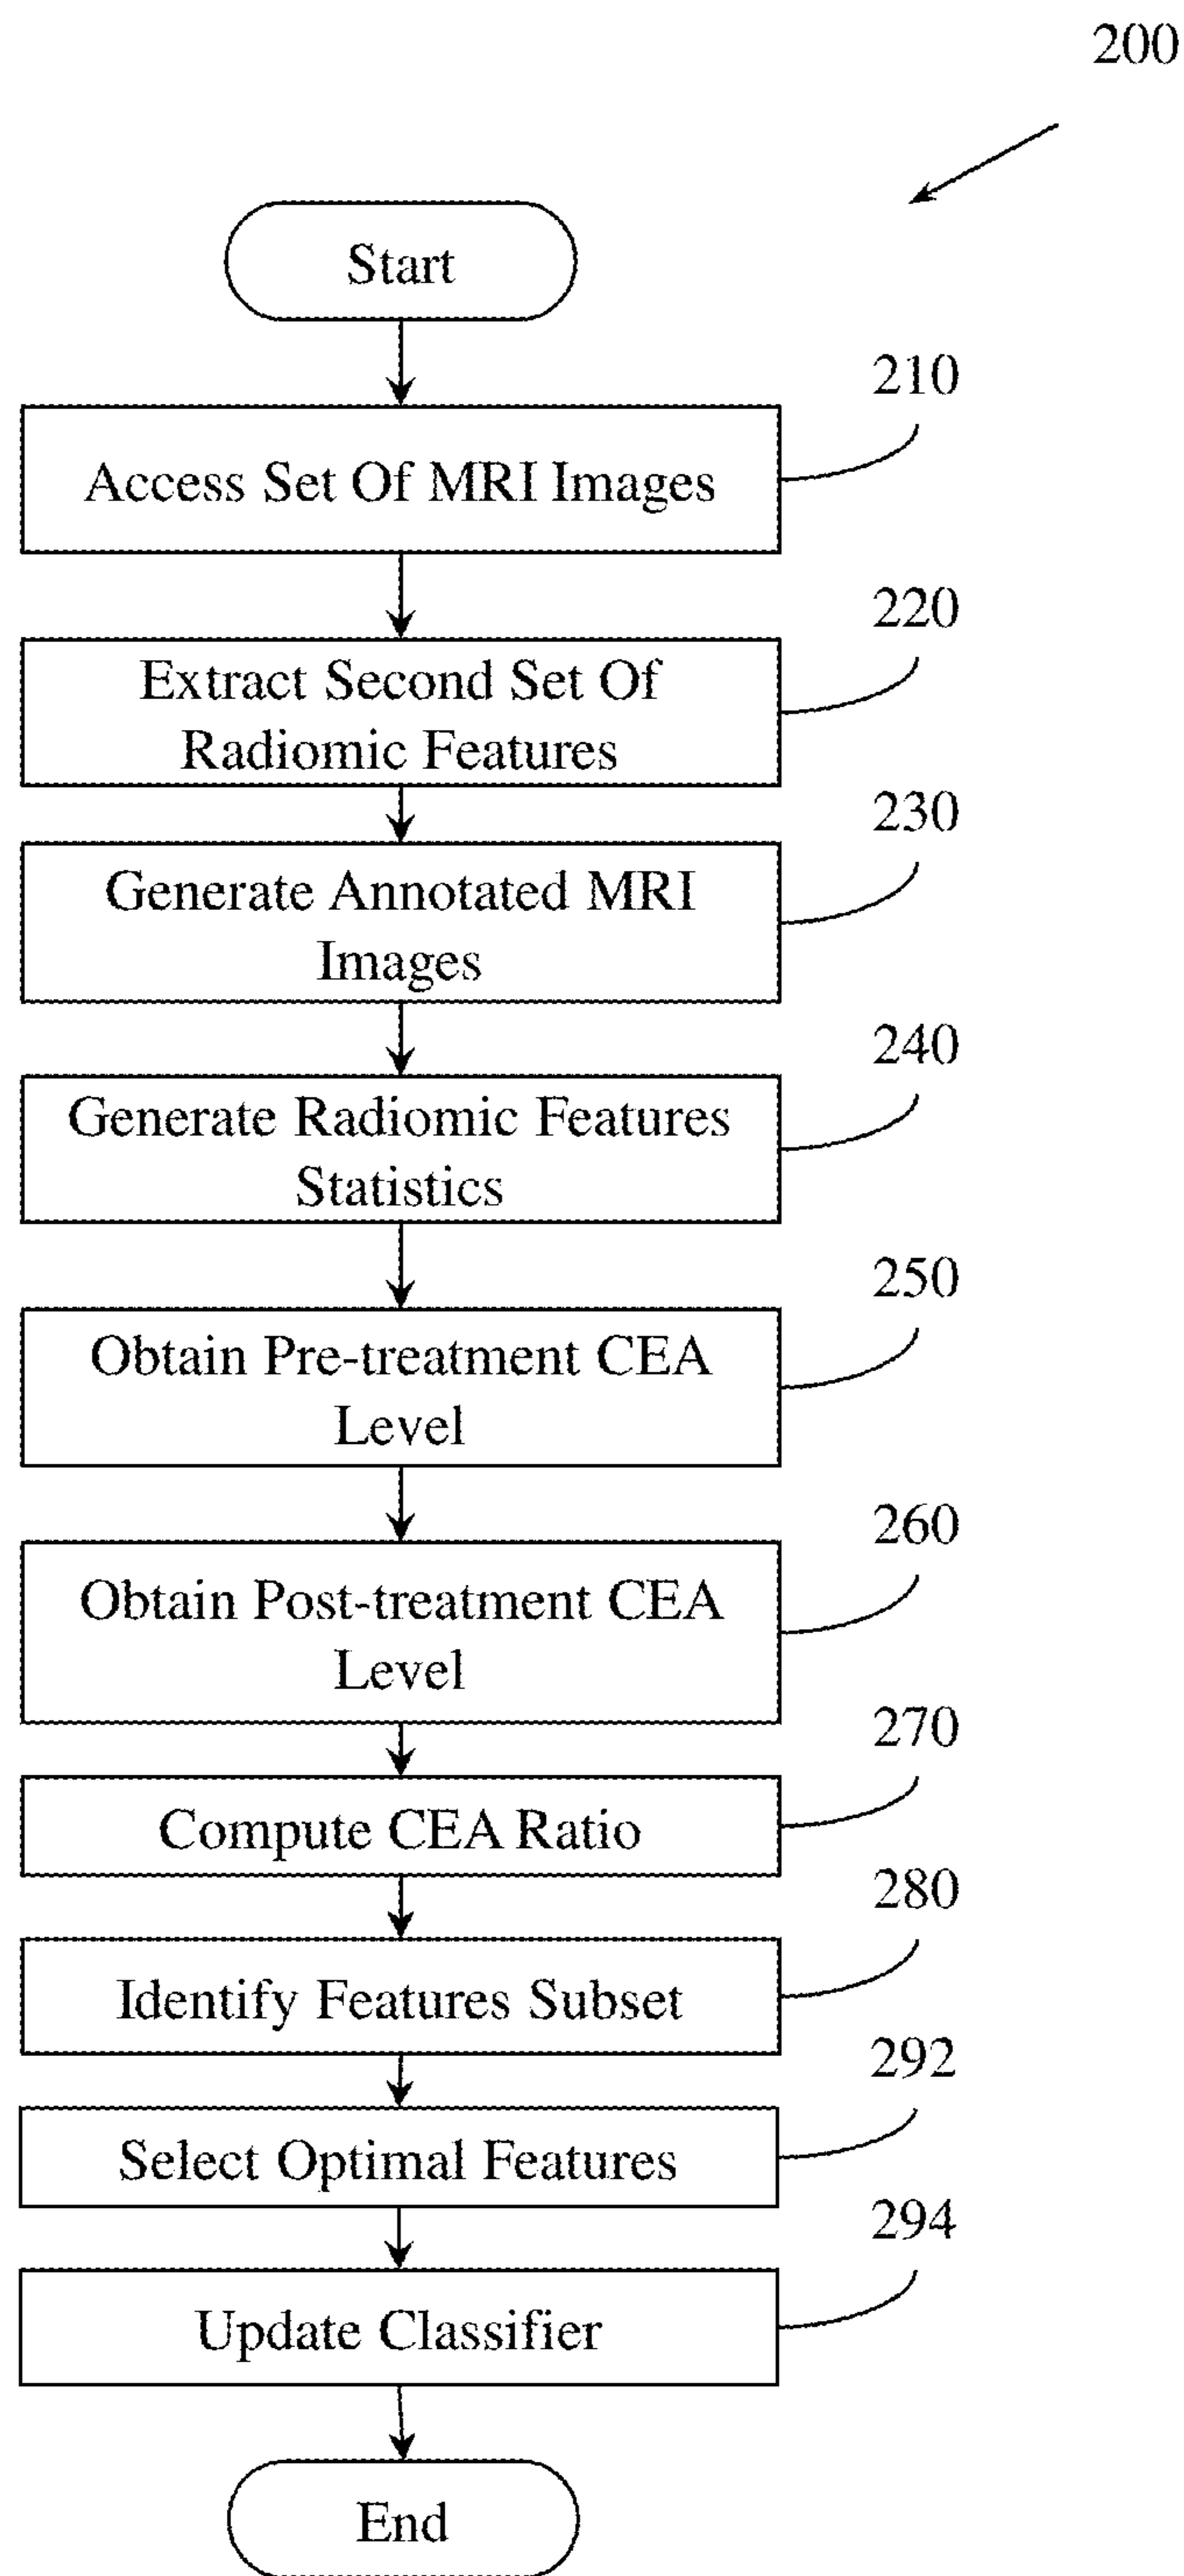 200
Start
210
Access Set Of MRI Images
220
Extract Second Set Of
Radiomic Features
230
Generate Annotated MRI
Images
240
Generate Radiomic Features
Statistics
250
Obtain Pre-treatment CEA
Level
260
Obtain Post-treatment CEA
Level
270
Compute CEA Ratio
280
Identify Features Subset
292
Select Optimal Features
294
Update Classifier
End